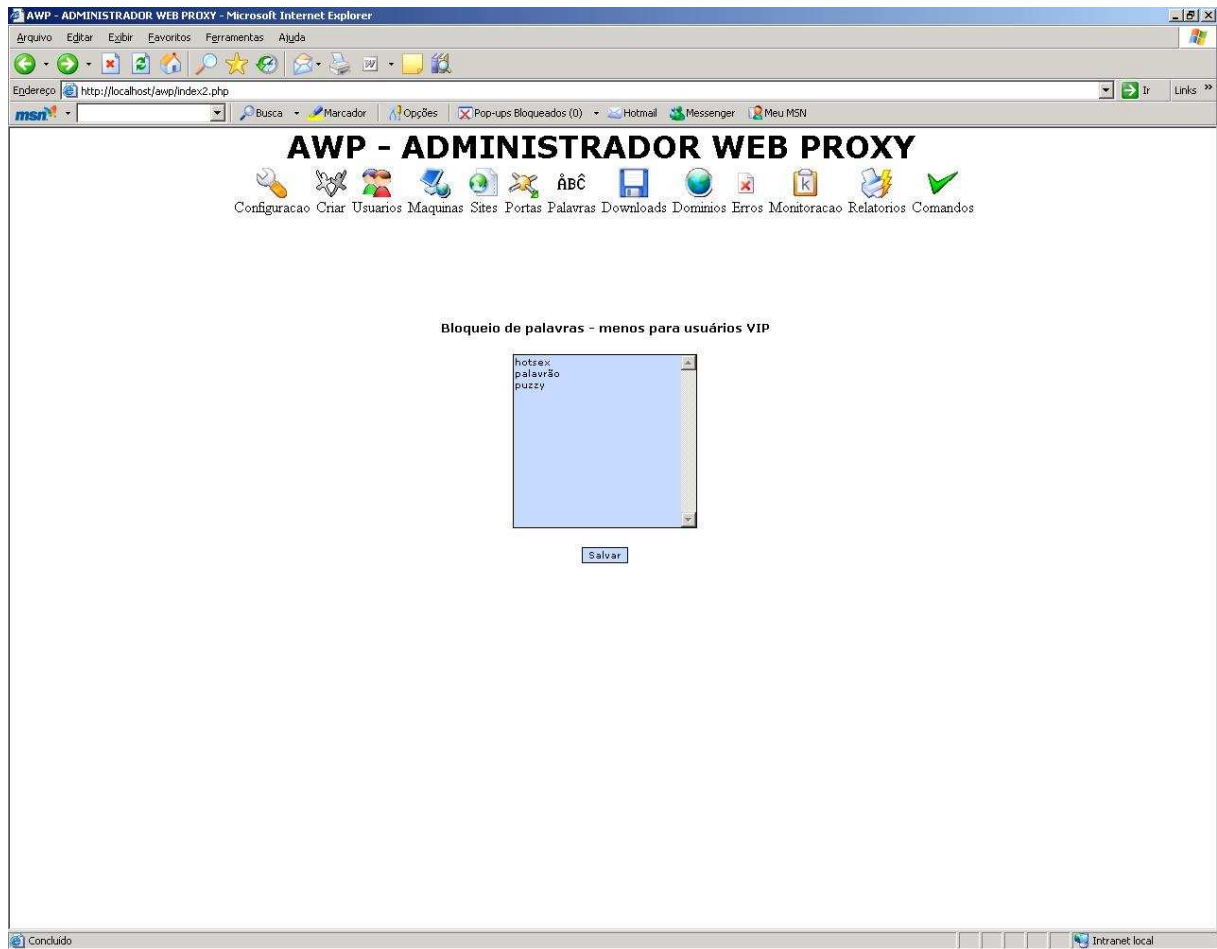 AWP - ADMINISTRADOR WEB PROXY - Microsoft Internet Explorer
Arquivo Editar Exibir Favoritos Ferramentas Ajuda
Endereço http://localhost/awp/index2.php Ir Links »
msn Busca Marcador Opções Pop-ups Bloqueados (0) Hotmail Messenger Meu MSN
AWP - ADMINISTRADOR WEB PROXY
ÅBĈ k
Configuracao Criar Usuarios Maquinas Sites Portas Palavras Downloads Dominios Erros Monitoracao Relatorios Comandos
Bloqueio de palavras - menos para usuários VIP
hotsex
palavrão
puzzy
Salvar
Concluído Intranet local